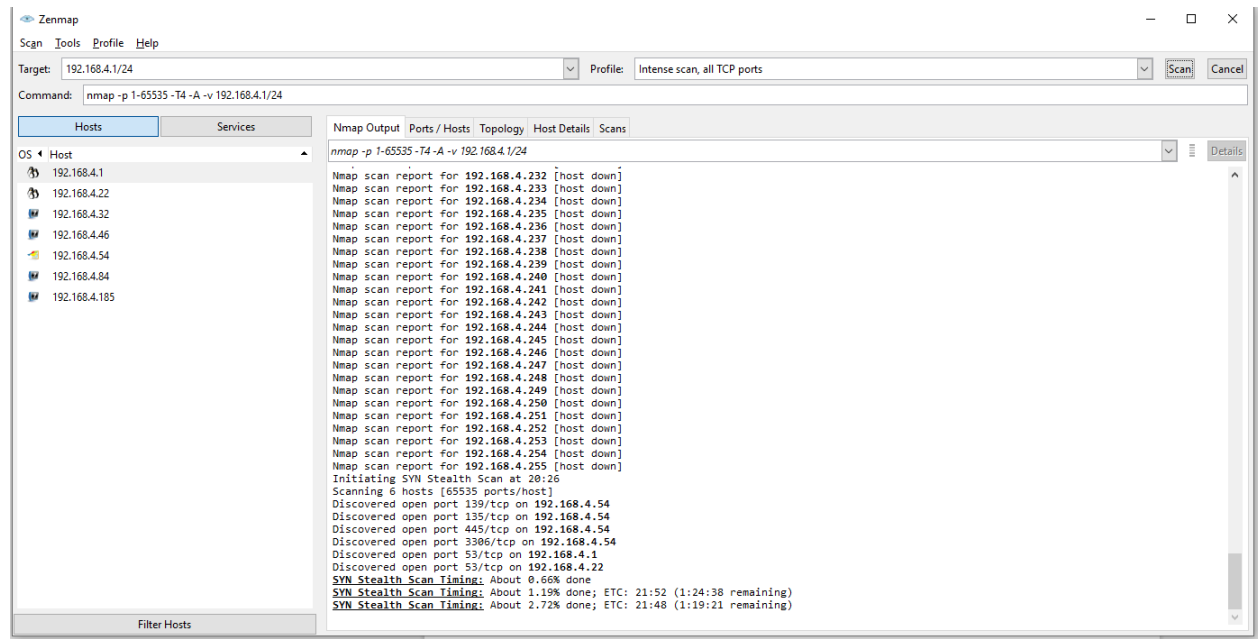 Zenmap
Scan Tools Profile Help
Target: 192.168.4.1/24 Profile: Intense scan, all TCP ports Scan Cancel
Command: nmap -p 1-65535 -T4 -A -v 192.168.4.1/24
Hosts Services
OS Host
192.168.4.1
192.168.4.22
192.168.4.32
192.168.4.46
192.168.4.54
192.168.4.84
192.168.4.185
Filter Hosts
Nmap Output Ports / Hosts Topology Host Details Scans
nmap -p 1-65535 -T4 -A -v 192.168.4.1/24 Details
Nmap scan report for 192.168.4.232 [host down]
Nmap scan report for 192.168.4.233 [host down]
Nmap scan report for 192.168.4.234 [host down]
Nmap scan report for 192.168.4.235 [host down]
Nmap scan report for 192.168.4.236 [host down]
Nmap scan report for 192.168.4.237 [host down]
Nmap scan report for 192.168.4.238 [host down]
Nmap scan report for 192.168.4.239 [host down]
Nmap scan report for 192.168.4.240 [host down]
Nmap scan report for 192.168.4.241 [host down]
Nmap scan report for 192.168.4.242 [host down]
Nmap scan report for 192.168.4.243 [host down]
Nmap scan report for 192.168.4.244 [host down]
Nmap scan report for 192.168.4.245 [host down]
Nmap scan report for 192.168.4.246 [host down]
Nmap scan report for 192.168.4.247 [host down]
Nmap scan report for 192.168.4.248 [host down]
Nmap scan report for 192.168.4.249 [host down]
Nmap scan report for 192.168.4.250 [host down]
Nmap scan report for 192.168.4.251 [host down]
Nmap scan report for 192.168.4.252 [host down]
Nmap scan report for 192.168.4.253 [host down]
Nmap scan report for 192.168.4.254 [host down]
Nmap scan report for 192.168.4.255 [host down]
Initiating SYN Stealth Scan at 20:26
Scanning 6 hosts [65535 ports/host]
Discovered open port 139/tcp on 192.168.4.54
Discovered open port 135/tcp on 192.168.4.54
Discovered open port 445/tcp on 192.168.4.54
Discovered open port 3306/tcp on 192.168.4.54
Discovered open port 53/tcp on 192.168.4.1
Discovered open port 53/tcp on 192.168.4.22
SYN Stealth Scan Timing: About 0.66% done
SYN Stealth Scan Timing: About 1.19% done; ETC: 21:52 (1:24:38 remaining)
SYN Stealth Scan Timing: About 2.72% done; ETC: 21:48 (1:19:21 remaining)